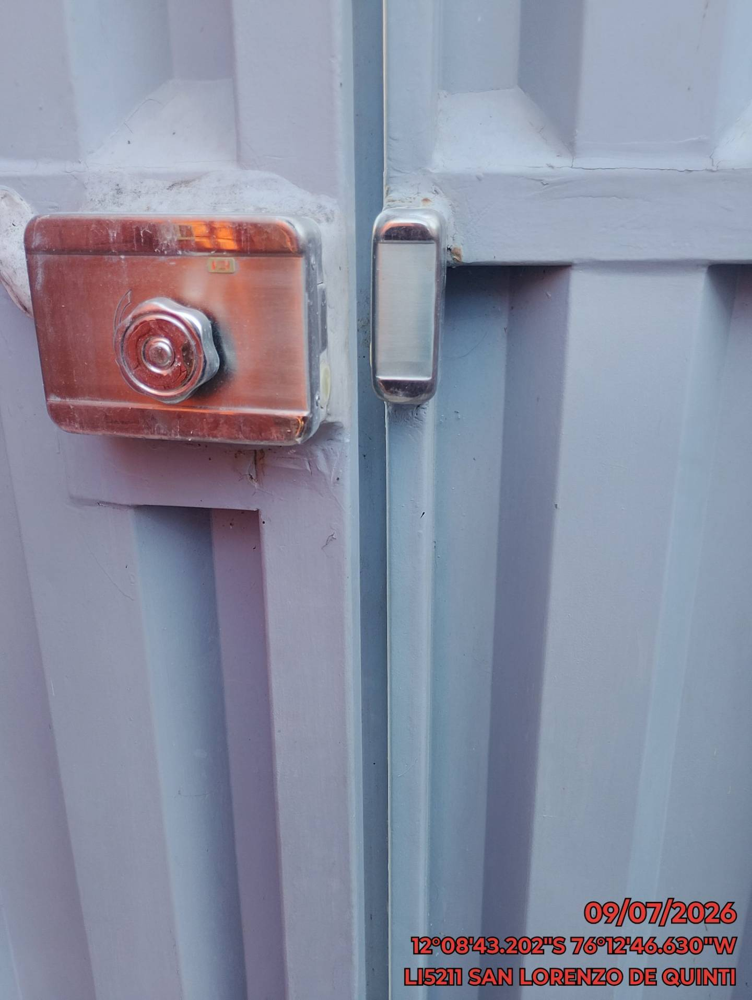 09/07/2026
12°08'43.202"S 76°12'46.630"W
LI5211 SAN LORENZO DE QUINTI